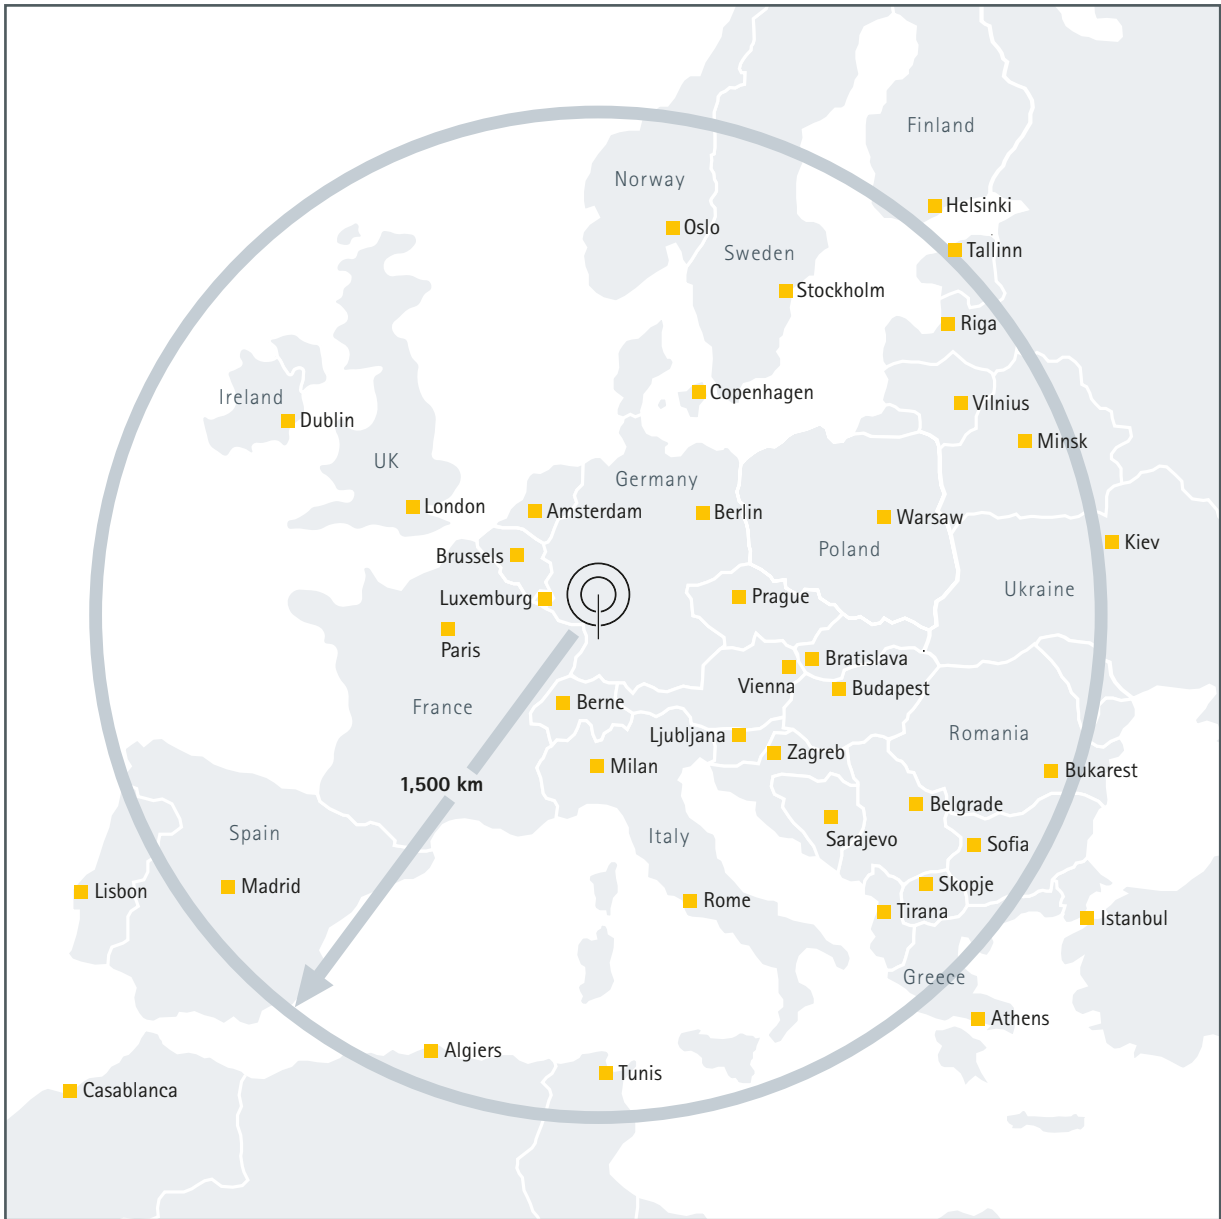 Finland
Norway
Helsinki
Oslo
Tallinn
Sweden
Stockholm
Riga
Ireland
Copenhagen
Vilnius
Dublin
Minsk
UK
Germany
London
Amsterdam
Berlin
Warsaw
Brussels
Poland
Kiev
Luxemburg
Prague
Ukraine
Paris
Bratislava
Vienna
Budapest
France
Berne
Ljubljana
Romania
Zagreb
Milan
Bukarest
1,500 km
Belgrade
Spain
Italy
Sarajevo
Sofia
Lisbon
Madrid
Skopje
Rome
Tirana
Istanbul
Greece
Athens
Algiers
Tunis
Casablanca